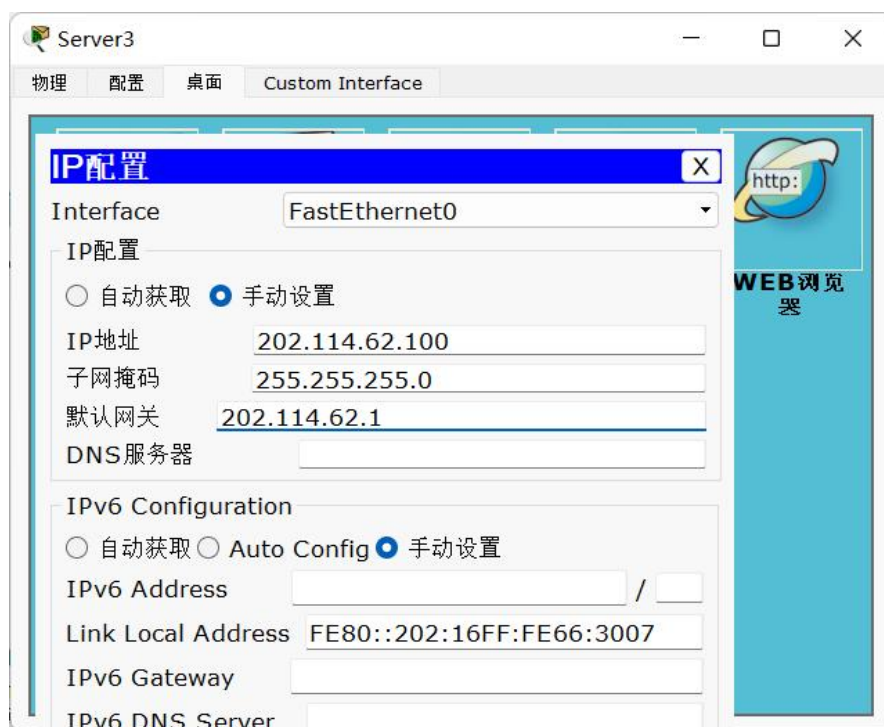 Server3
物理 配置 桌面 Custom Interface
http:
WEB浏览
器
IP配置 X
Interface FastEthernet0
IP配置
自动获取 手动设置
IP地址 202.114.62.100
子网掩码 255.255.255.0
默认网关 202.114.62.1
DNS服务器
IPv6 Configuration
自动获取 Auto Config 手动设置
IPv6 Address /
Link Local Address FE80::202:16FF:FE66:3007
IPv6 Gateway
IPv6 DNS Server